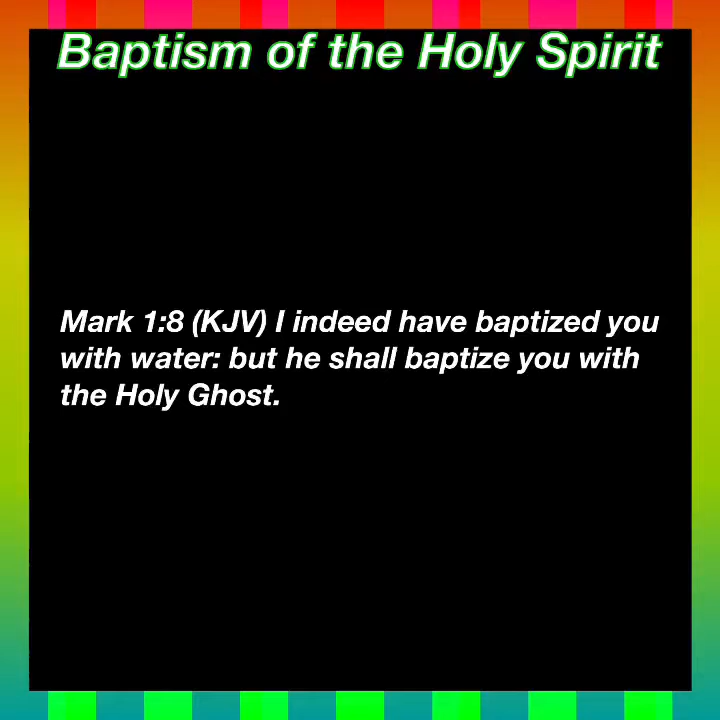 Baptism of the Holy Spirit
Mark 1:8 (KJV) I indeed have baptized you
with water: but he shall baptize you with
the Holy Ghost.